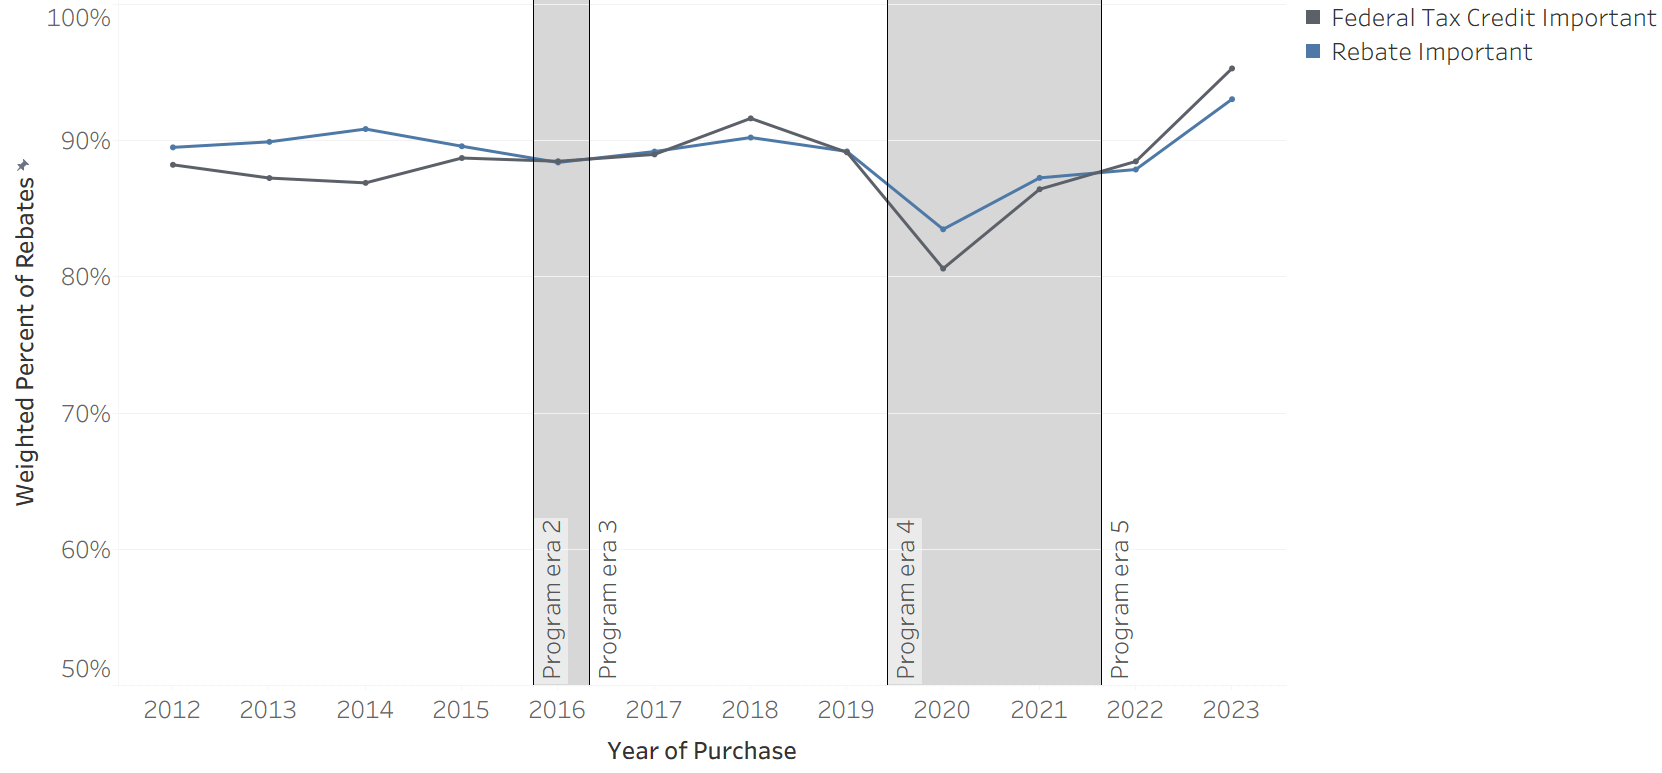 Federal Tax Credit Important
Rebate Important
Weighted Percent of Rebates
100%
90%
80%
70%
60%
50%
Program era 2
Program era 3
Program era 4
Program era 5
2012 2013 2014 2015 2016 2017 2018 2019 2020 2021 2022 2023
Year of Purchase